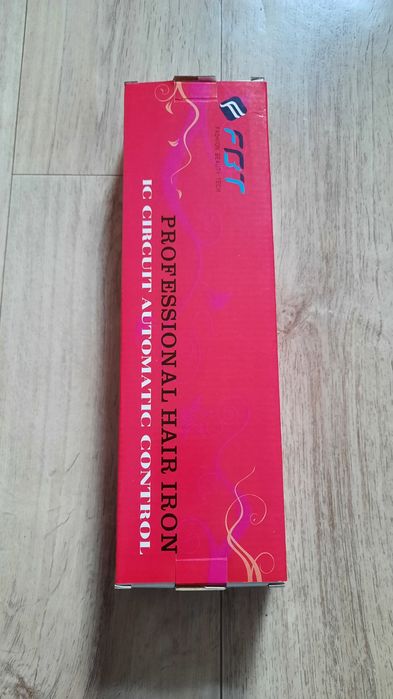 FBT
FASHION BEAUTY TECH
PROFESSIONAL HAIR IRON
IC CIRCUIT AUTOMATIC CONTROL